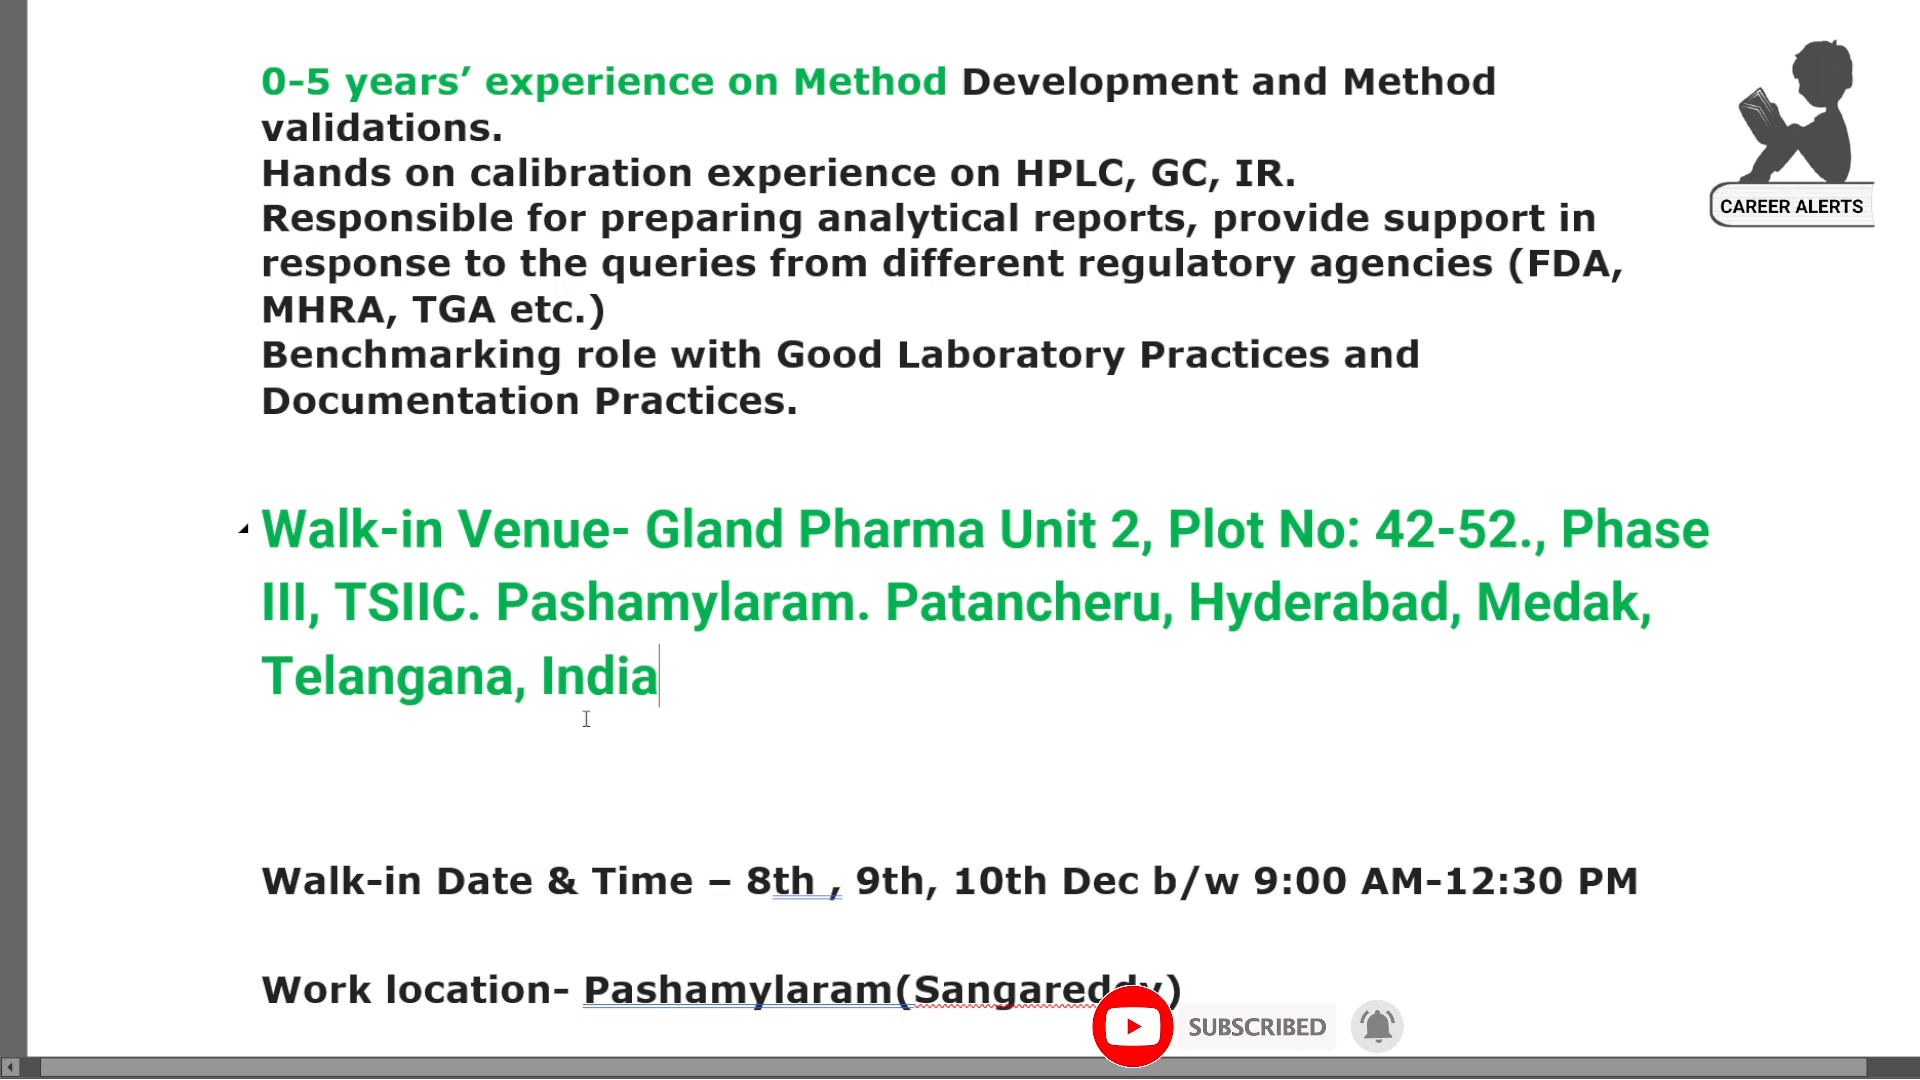 0-5 years’ experience on Method Development and Method
validations.
Hands on calibration experience on HPLC, GC, IR.
Responsible for preparing analytical reports, provide support in
response to the queries from different regulatory agencies (FDA,
MHRA, TGA etc.)
Benchmarking role with Good Laboratory Practices and
Documentation Practices.
CAREER ALERTS
Walk-in Venue- Gland Pharma Unit 2, Plot No: 42-52., Phase
III, TSIIC. Pashamylaram. Patancheru, Hyderabad, Medak,
Telangana, India
Walk-in Date & Time – 8th , 9th, 10th Dec b/w 9:00 AM-12:30 PM
Work location- Pashamylaram(Sangareddy)
SUBSCRIBED